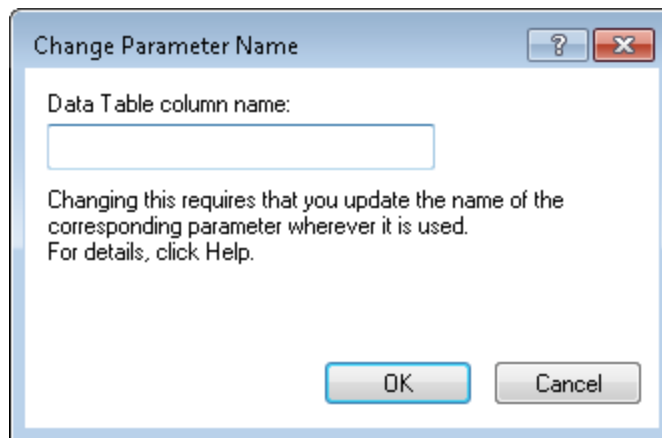 Change Parameter Name
?
Data Table column name:
Changing this requires that you update the name of the
corresponding parameter wherever it is used.
For details, click Help.
OK Cancel